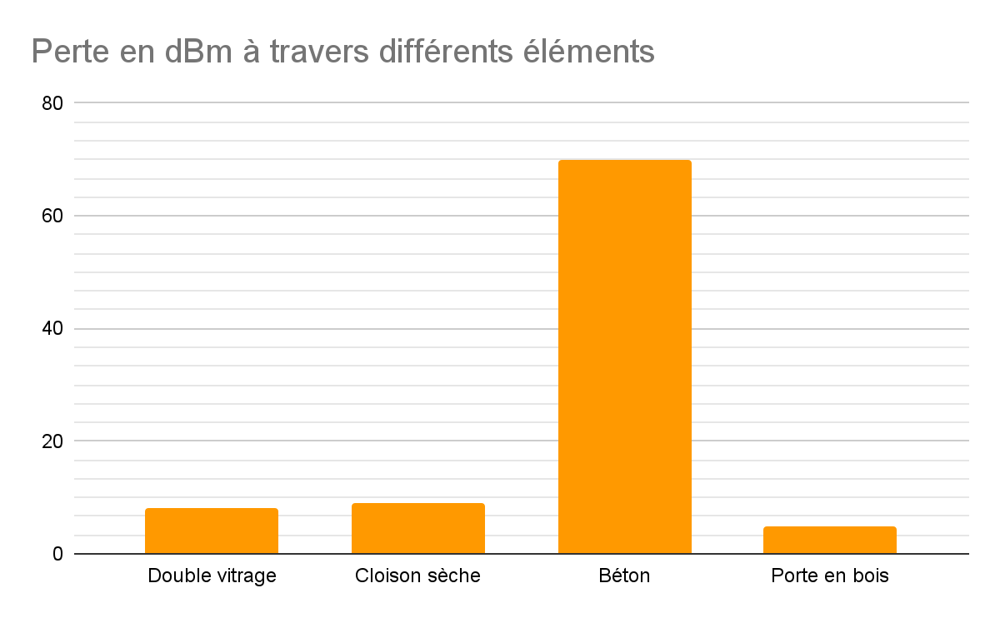 Perte en dBm à travers différents éléments
80
60
40
20
0
Double vitrage
Cloison sèche
Béton
Porte en bois